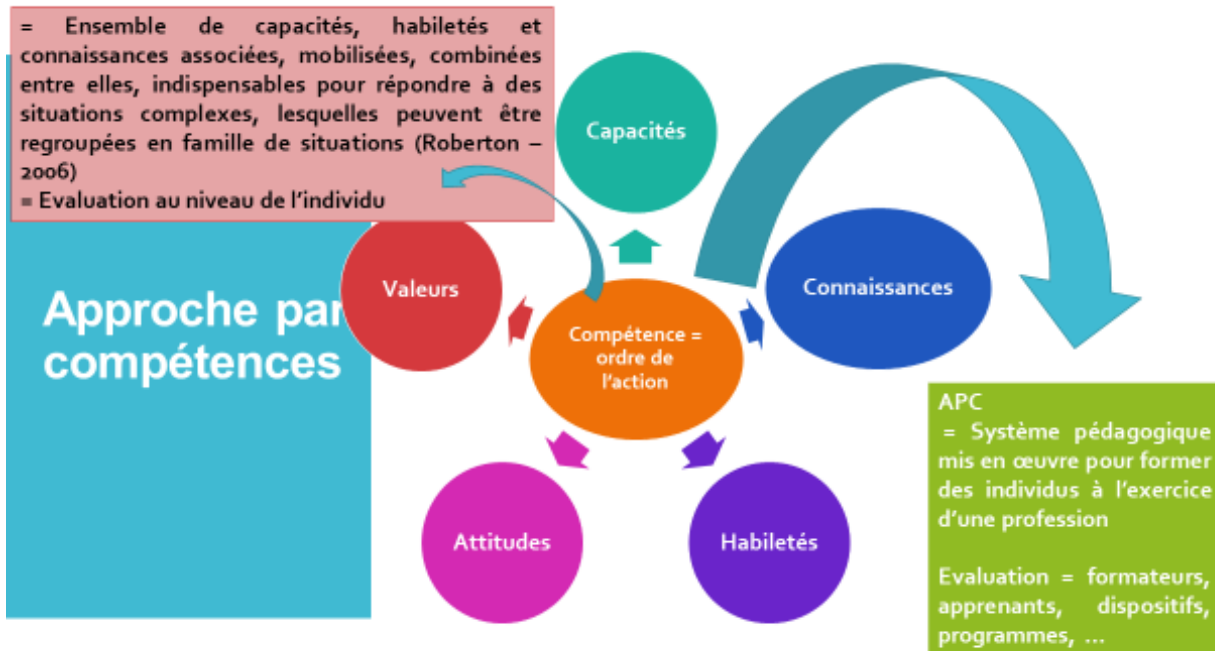 = Ensemble de capacités, habiletés et
connaissances associées, mobilisées, combinées
entre elles, indispensables pour répondre à des
situations complexes, lesquelles peuvent être
regroupées en famille de situations (Roberton –
2006)
= Evaluation au niveau de l'individu
Approche par
compétences
Capacités
Valeurs
Connaissances
Compétence =
ordre de
l'action
Attitudes
Habiletés
APC
= Système pédagogique
mis en œuvre pour former
des individus à l'exercice
d'une profession
Evaluation = formateurs,
apprenants, dispositifs,
programmes, ...